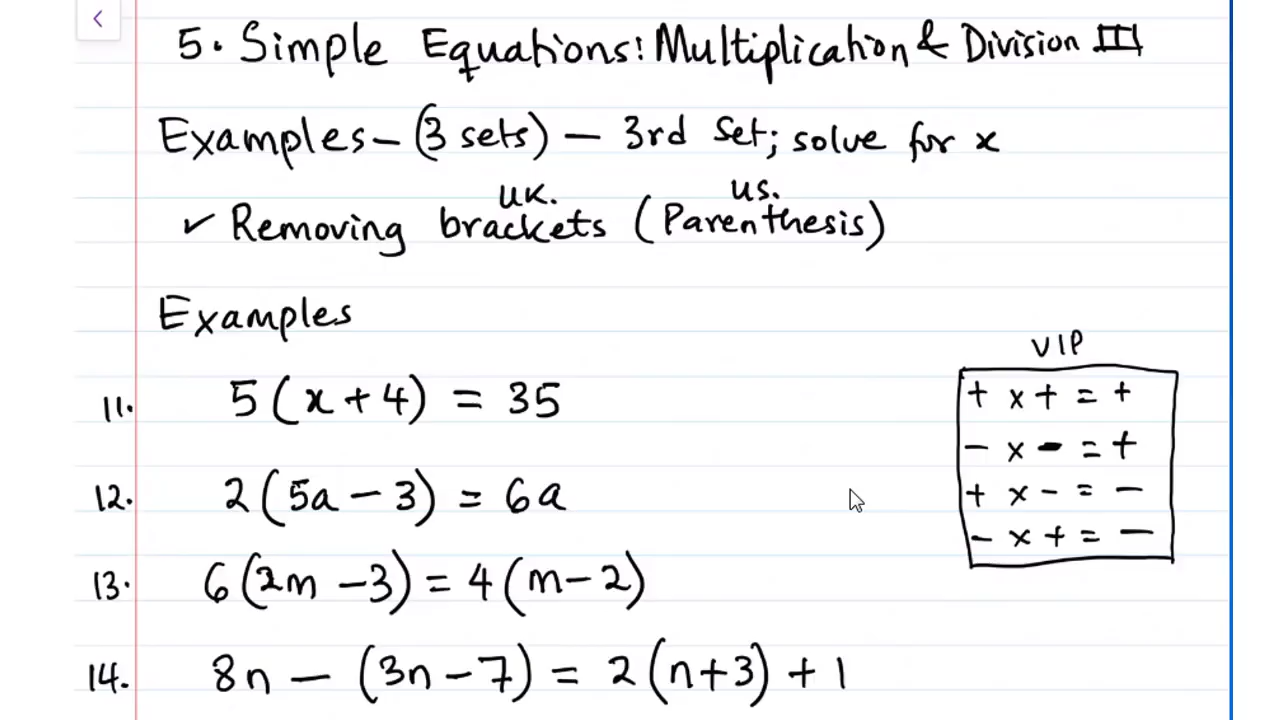 5. Simple Equations: Multiplication & Division III
Examples - (3 sets) - 3rd Set; solve for x
UK. US.
✓ Removing brackets (Parenthesis)
Examples
VIP
+ x + = +
- x - = +
+ x - = -
- x + = -
11. 5(x+4) = 35
12. 2(5a-3) = 6a
13. 6(2m-3) = 4(m-2)
14. 8n - (3n-7) = 2(n+3) + 1